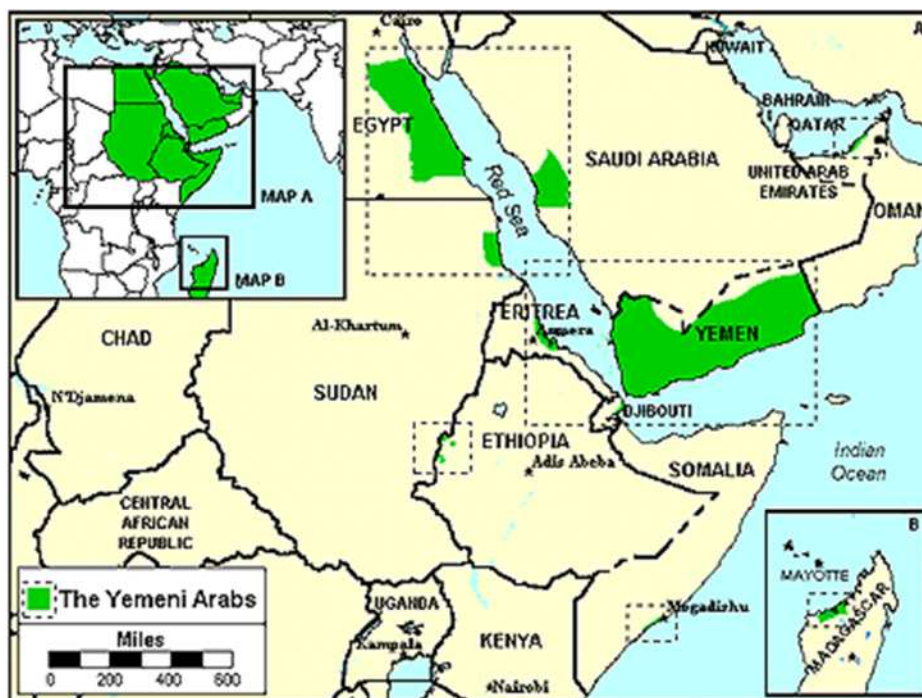 Cairo
A
KUWAIT
BAHRAIN
QATAR
EGYPT
SAUDI ARABIA
UNITED ARAB
EMIRATES
OMAN
Red Sea
MAP A
MAP B
ERITREA
Asmera
YEMEN
CHAD
Al-Khartum
N'Djamena
SUDAN
DJIBOUTI
ETHIOPIA
Adis Abeba
SOMALIA
Indian
Ocean
CENTRAL
AFRICAN
REPUBLIC
B
MAYOTTE
MADAGASCAR
The Yemeni Arabs
Miles
0 200 400 600
UGANDA
Kampala
KENYA
Nairobi
Mogadishu